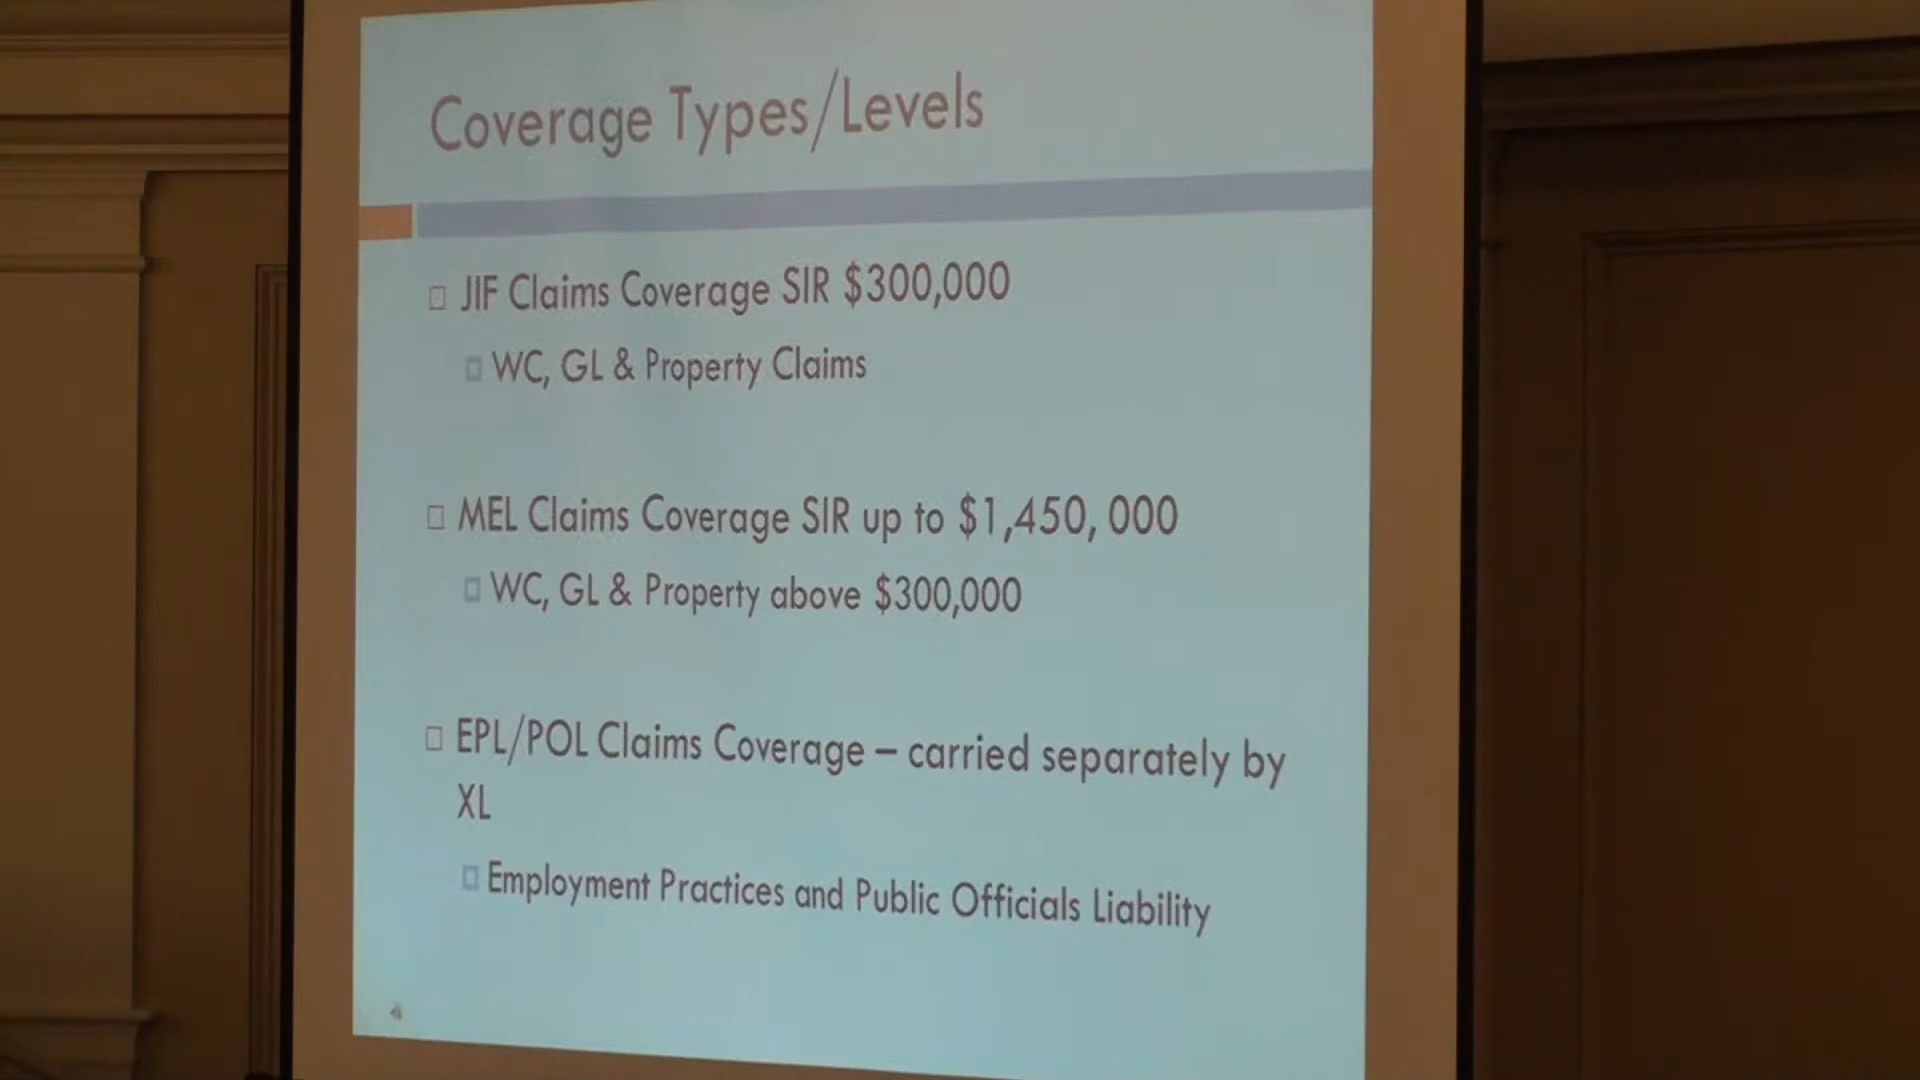 Coverage Types/Levels
JIF Claims Coverage SIR $300,000
WC, GL & Property Claims
MEL Claims Coverage SIR up to $1,450, 000
WC, GL & Property above $300,000
EPL/POL Claims Coverage – carried separately by
XL
Employment Practices and Public Officials Liability